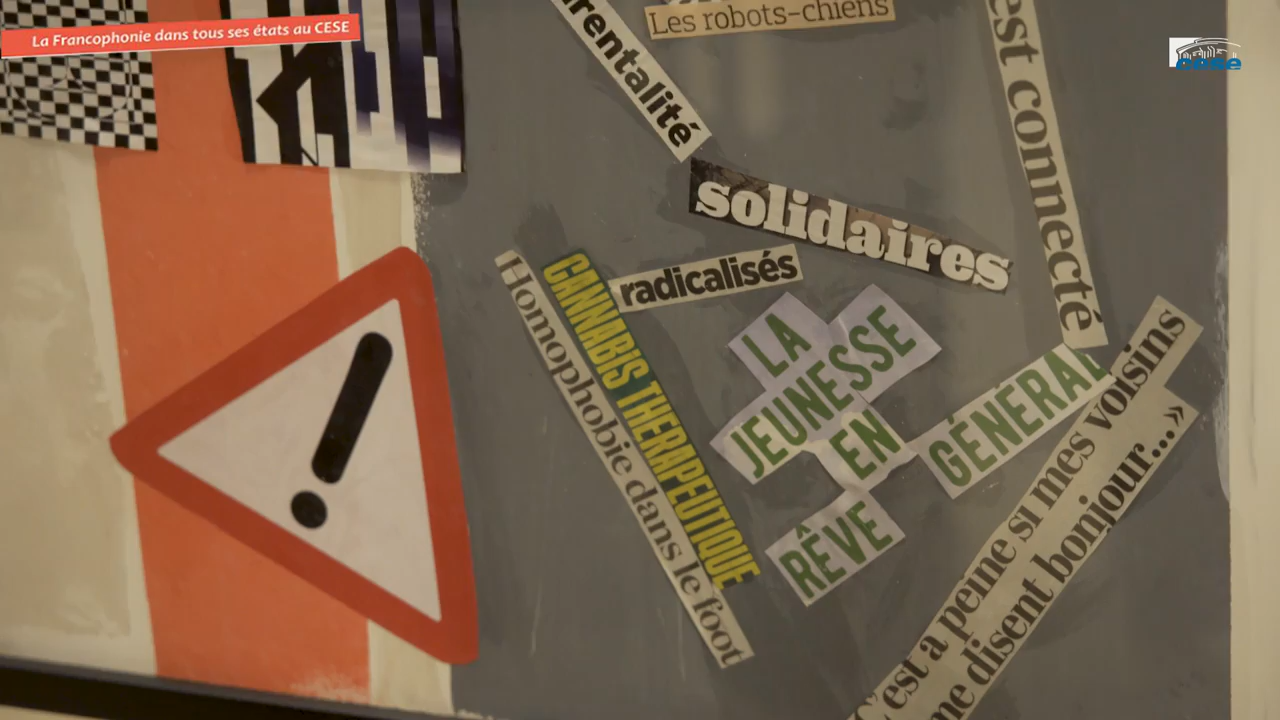 La Francophonie dans tous ses états au CESE
cese
Les robots-chiens
rentalité
est connecté
solidaires
radicalisés
CANNABIS THERAPEUTIQUE
Homophobie dans le foot
LA
JEUNESSE
EN
GÉNÉRAL
RÊVE
C'est à peine si mes voisins
me disent bonjour... »